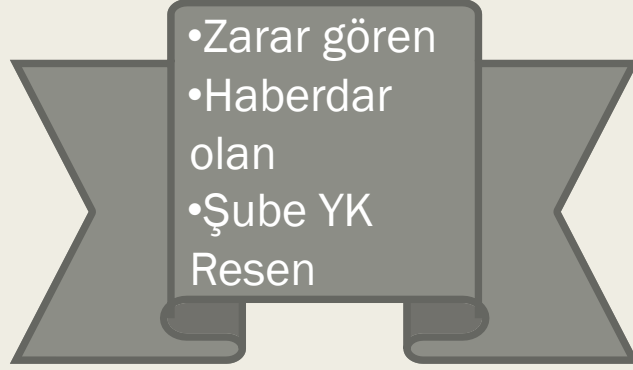 •Zarar gören
•Haberdar
olan
•Şube YK
Resen